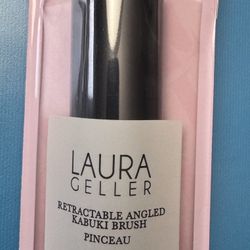 LAURA
GELLER
RETRACTABLE ANGLED
KABUKI BRUSH
PINCEAU